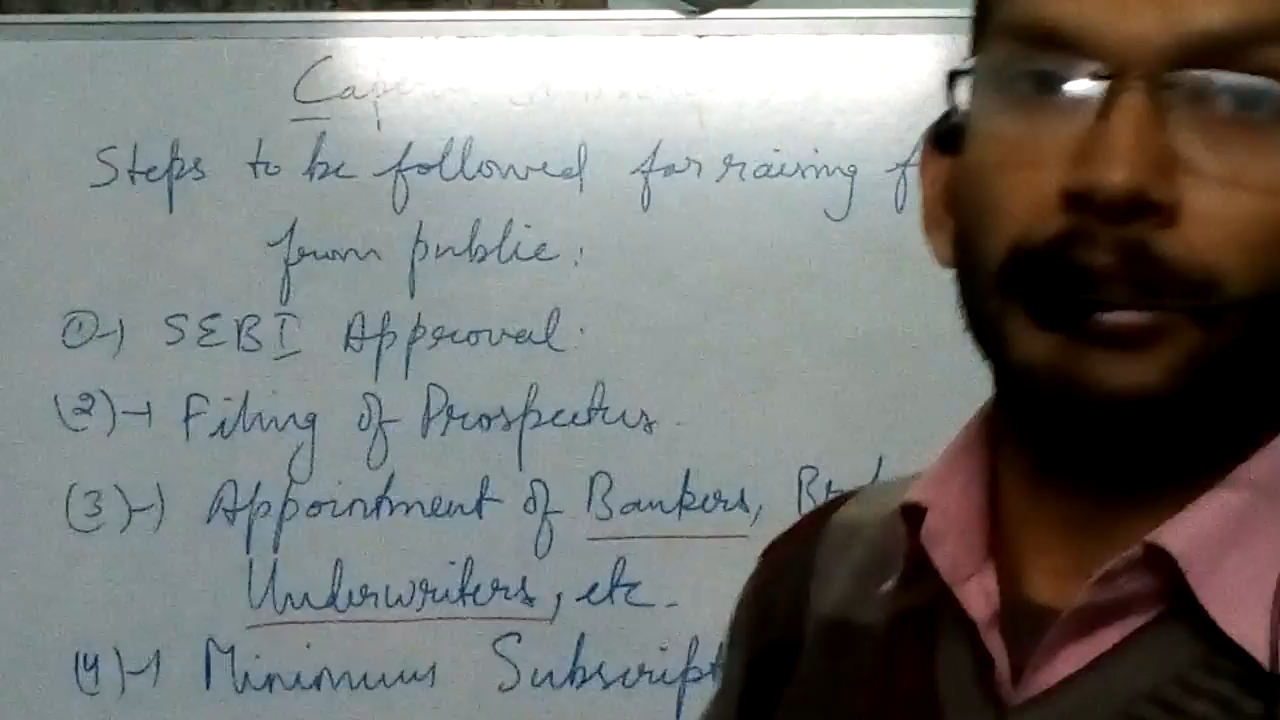 Steps to be followed for raising f
from public:
① → SEBI Approval.
(2) → Filing of Prospectus.
(3) → Appointment of Bankers,
Underwriters, etc.
(4) → Minimum Subscript